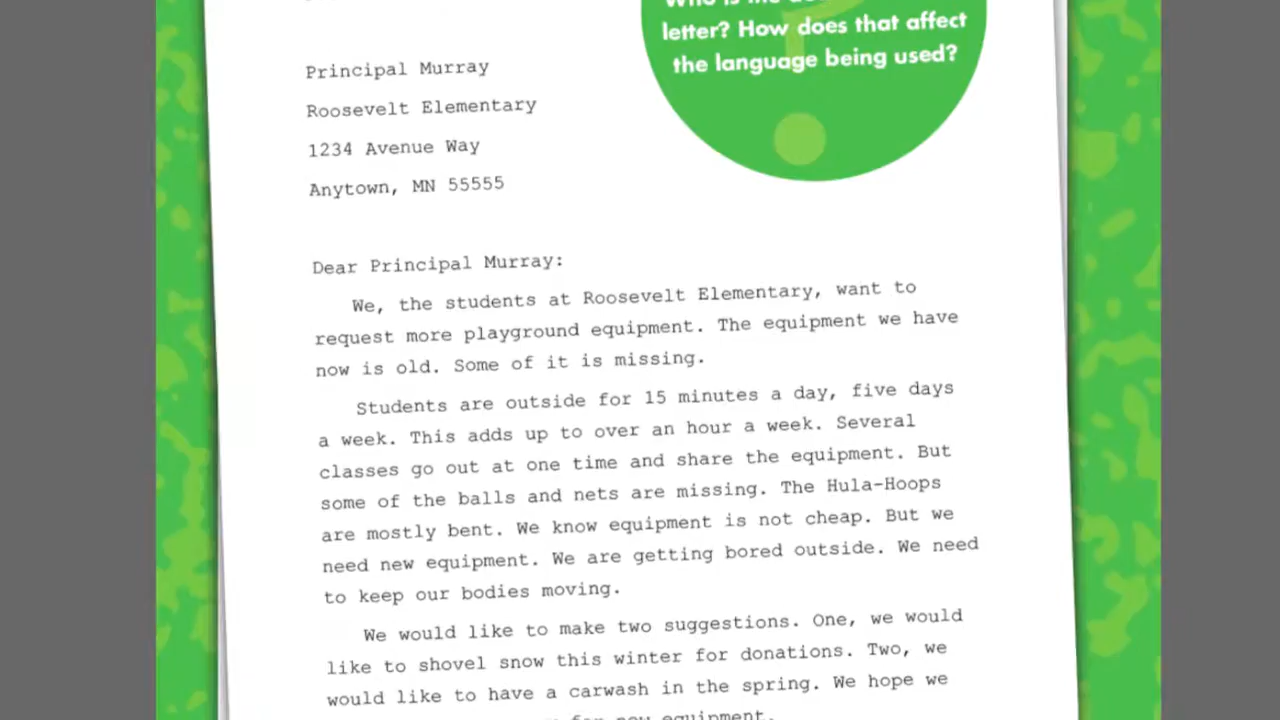 Who is the
letter? How does that affect
the language being used?
Principal Murray
Roosevelt Elementary
1234 Avenue Way
Anytown, MN 55555
Dear Principal Murray:
We, the students at Roosevelt Elementary, want to
request more playground equipment. The equipment we have
now is old. Some of it is missing.
Students are outside for 15 minutes a day, five days
a week. This adds up to over an hour a week. Several
classes go out at one time and share the equipment. But
some of the balls and nets are missing. The Hula-Hoops
are mostly bent. We know equipment is not cheap. But we
need new equipment. We are getting bored outside. We need
to keep our bodies moving.
We would like to make two suggestions. One, we would
like to shovel snow this winter for donations. Two, we
would like to have a carwash in the spring. We hope we
for new equipment.